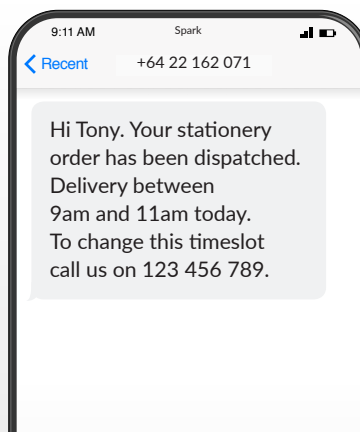 9:11 AM Spark
Recent +64 22 162 071
Hi Tony. Your stationery
order has been dispatched.
Delivery between
9am and 11am today.
To change this timeslot
call us on 123 456 789.